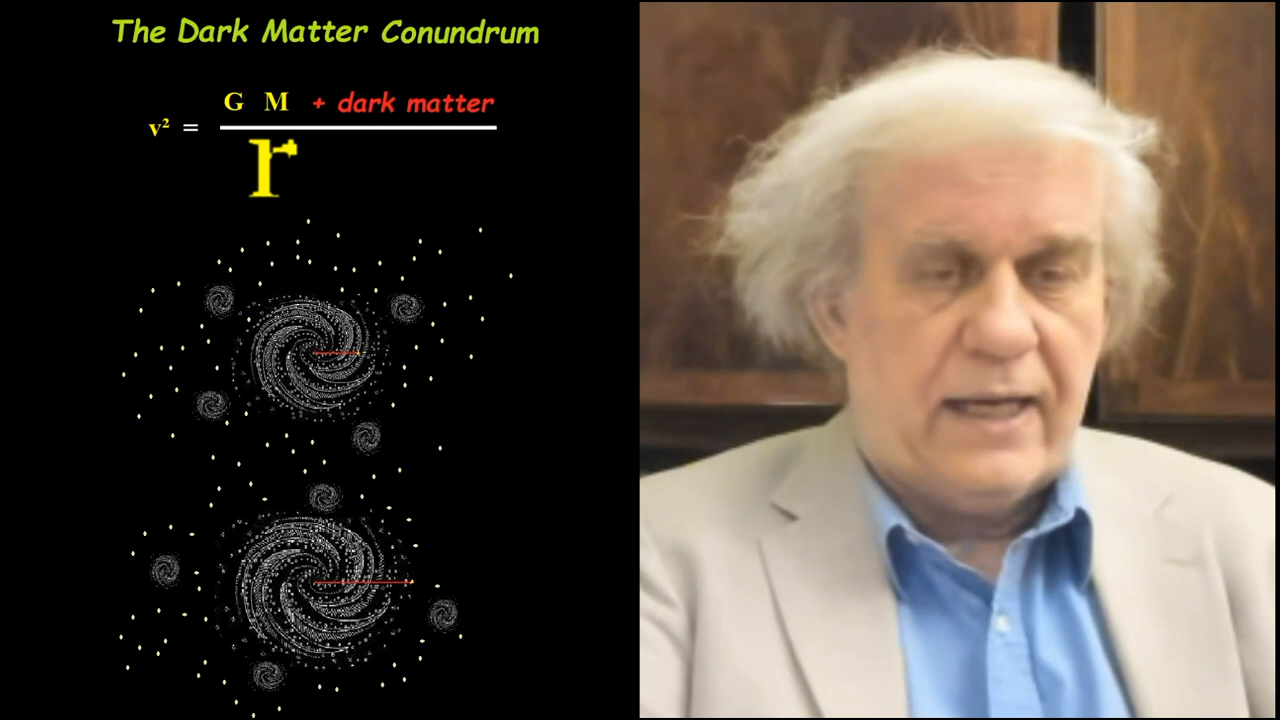 The Dark Matter Conundrum
G M + dark matter
v² =
r